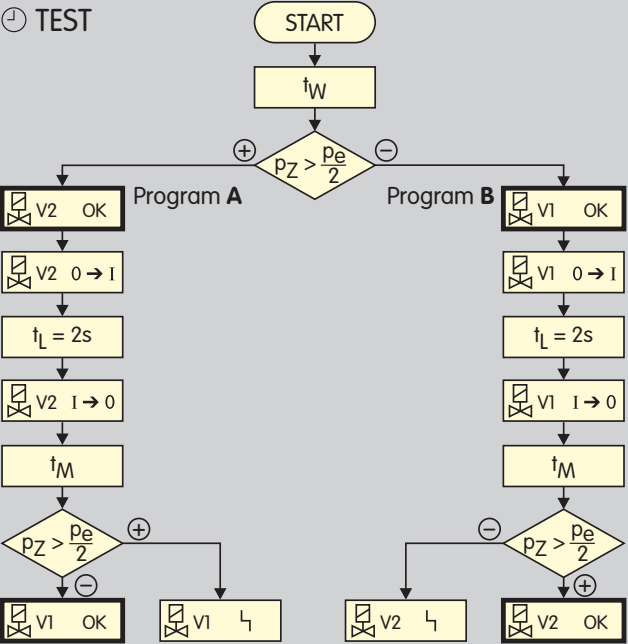 TEST
START
tW
pZ > pe/2
+ −
Program A Program B
V2 OK
V1 OK
V2 0 → I
V1 0 → I
tL = 2s
tL = 2s
V2 I → 0
V1 I → 0
tM
tM
pZ > pe/2
+
−
pZ > pe/2
−
+
V1 OK
V1
V2
V2 OK